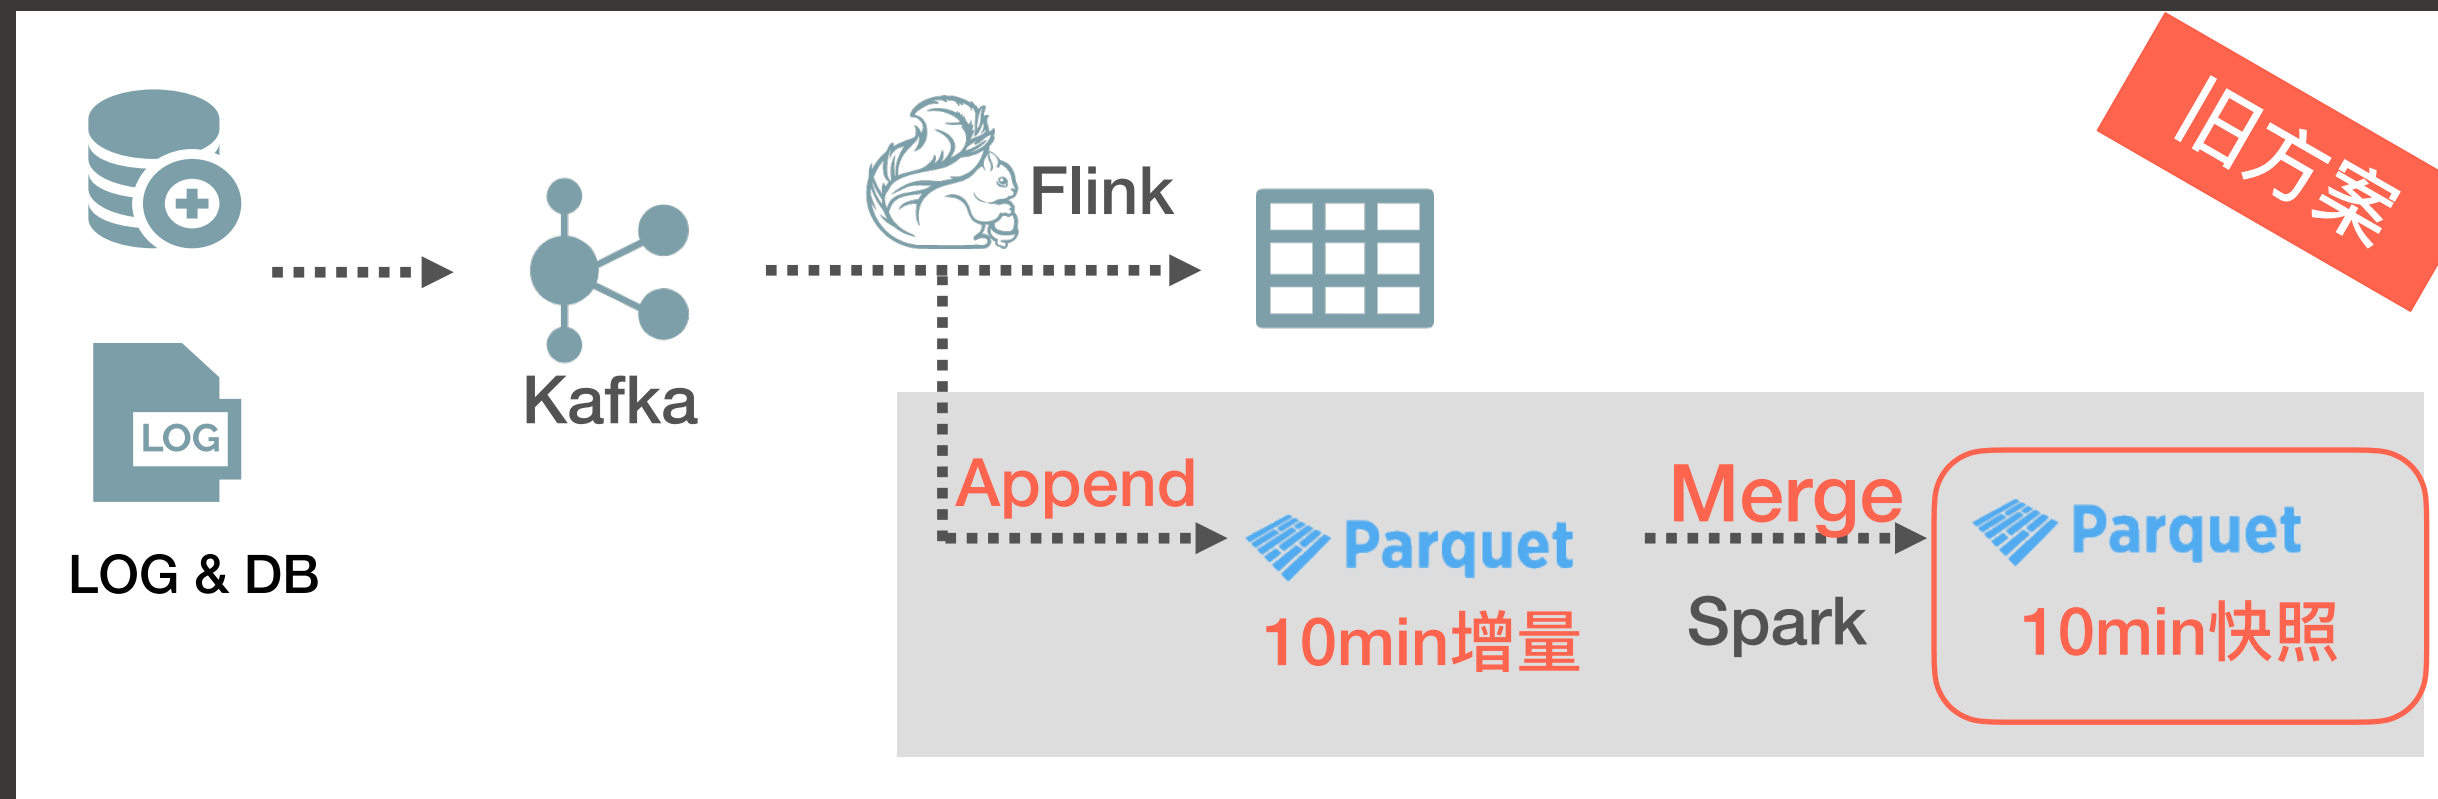 旧方案
Flink
Kafka
LOG
LOG & DB
Append
Parquet
10min增量
Merge
Spark
Parquet
10min快照